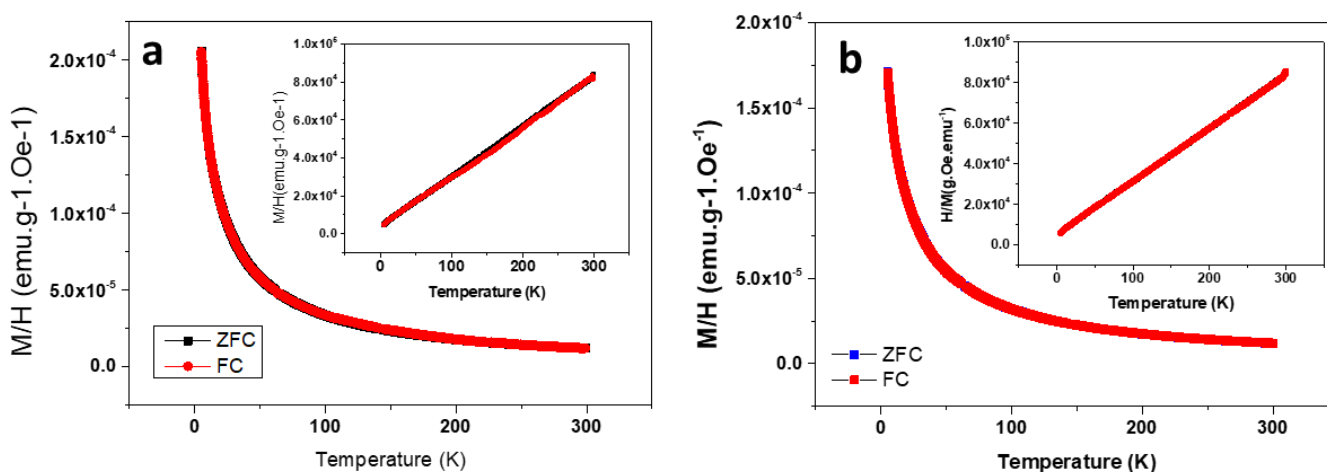 a
M/H (emu.g-1.Oe-1)
2.0x10⁻⁴
1.5x10⁻⁴
1.0x10⁻⁴
5.0x10⁻⁵
0.0
0
100
200
300
Temperature (K)
ZFC
FC
M/H(emu.g-1.Oe-1)
1.0x10⁵
8.0x10⁴
6.0x10⁴
4.0x10⁴
2.0x10⁴
0.0
0
100
200
300
Temperature (K)
b
M/H (emu.g-1.Oe⁻¹)
2.0x10⁻⁴
1.5x10⁻⁴
1.0x10⁻⁴
5.0x10⁻⁵
0.0
0
100
200
300
Temperature (K)
ZFC
FC
H/M(g.Oe.emu⁻¹)
1.0x10⁵
8.0x10⁴
6.0x10⁴
4.0x10⁴
2.0x10⁴
0.0
0
100
200
300
Temperature (K)